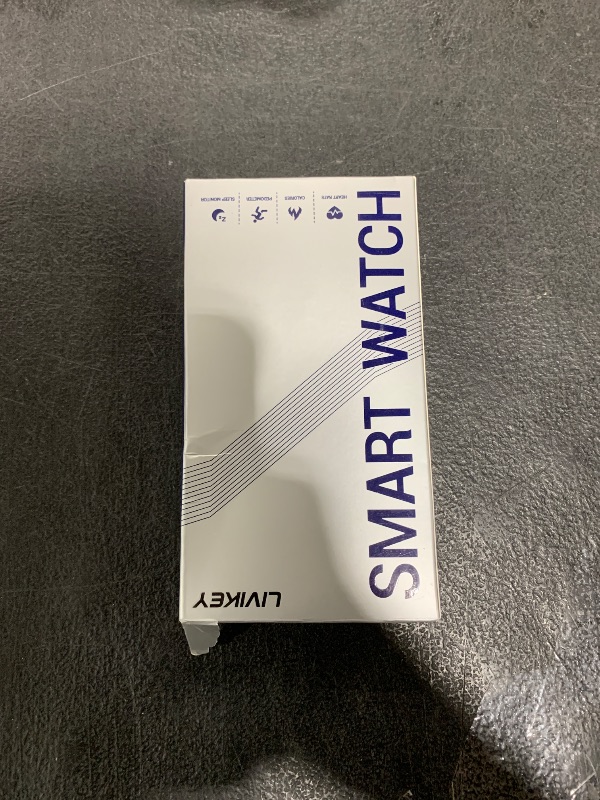 LIVIKEY
SMART WATCH
HEART RATE
CALORIES
PEDOMETER
SLEEP MONITOR